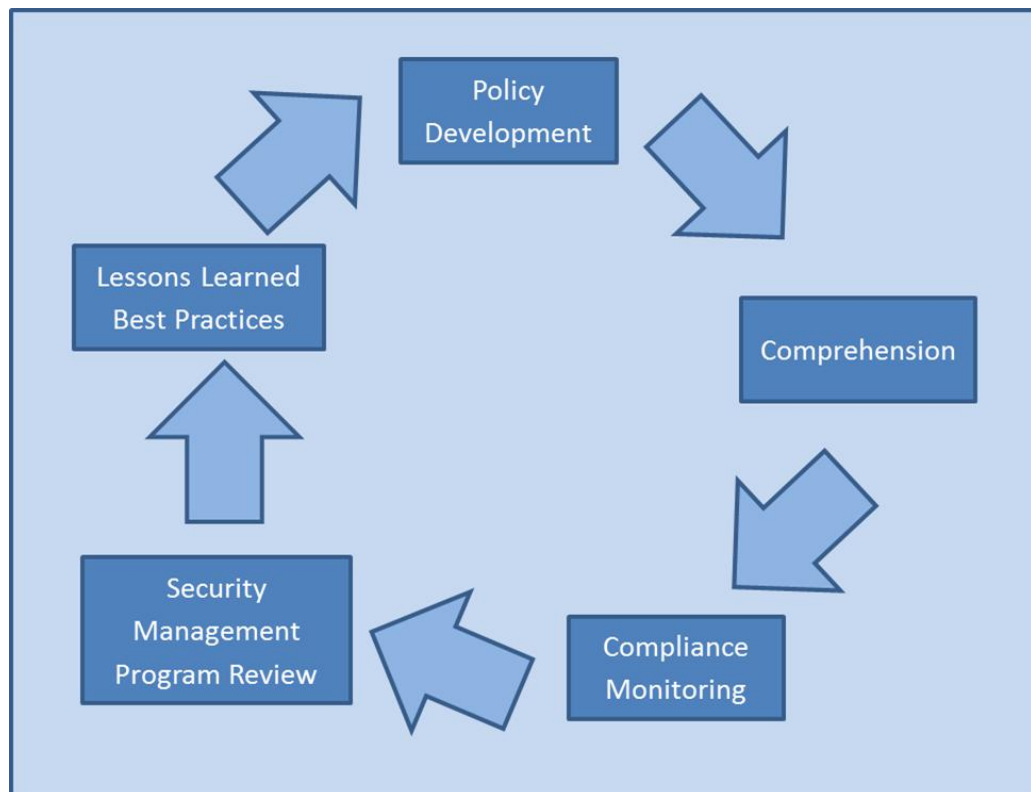 Policy
Development
Comprehension
Compliance
Monitoring
Security
Management
Program Review
Lessons Learned
Best Practices